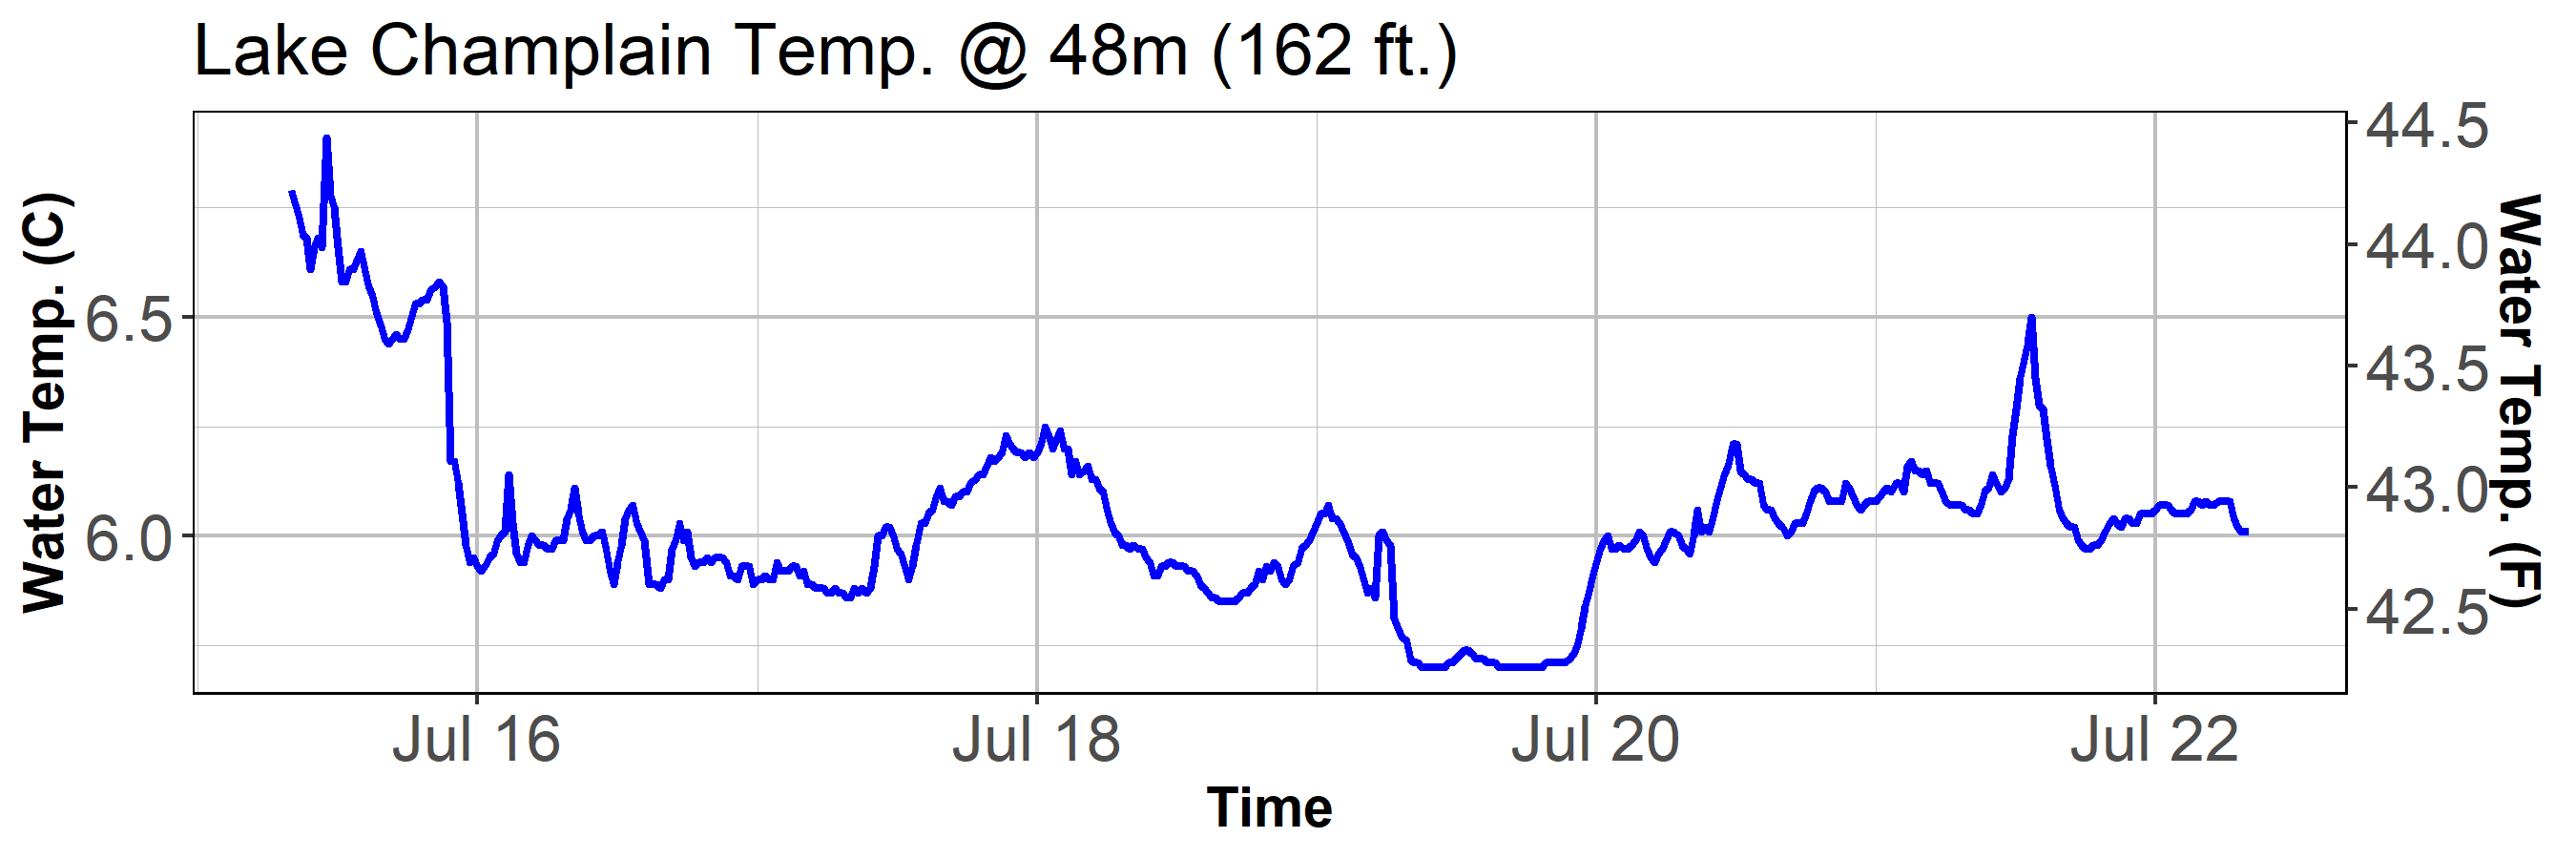 Lake Champlain Temp. @ 48m (162 ft.)
Water Temp. (C)
6.5
6.0
44.5
44.0
43.5
43.0
42.5
Water Temp. (F)
Jul 16 Jul 18 Jul 20 Jul 22
Time